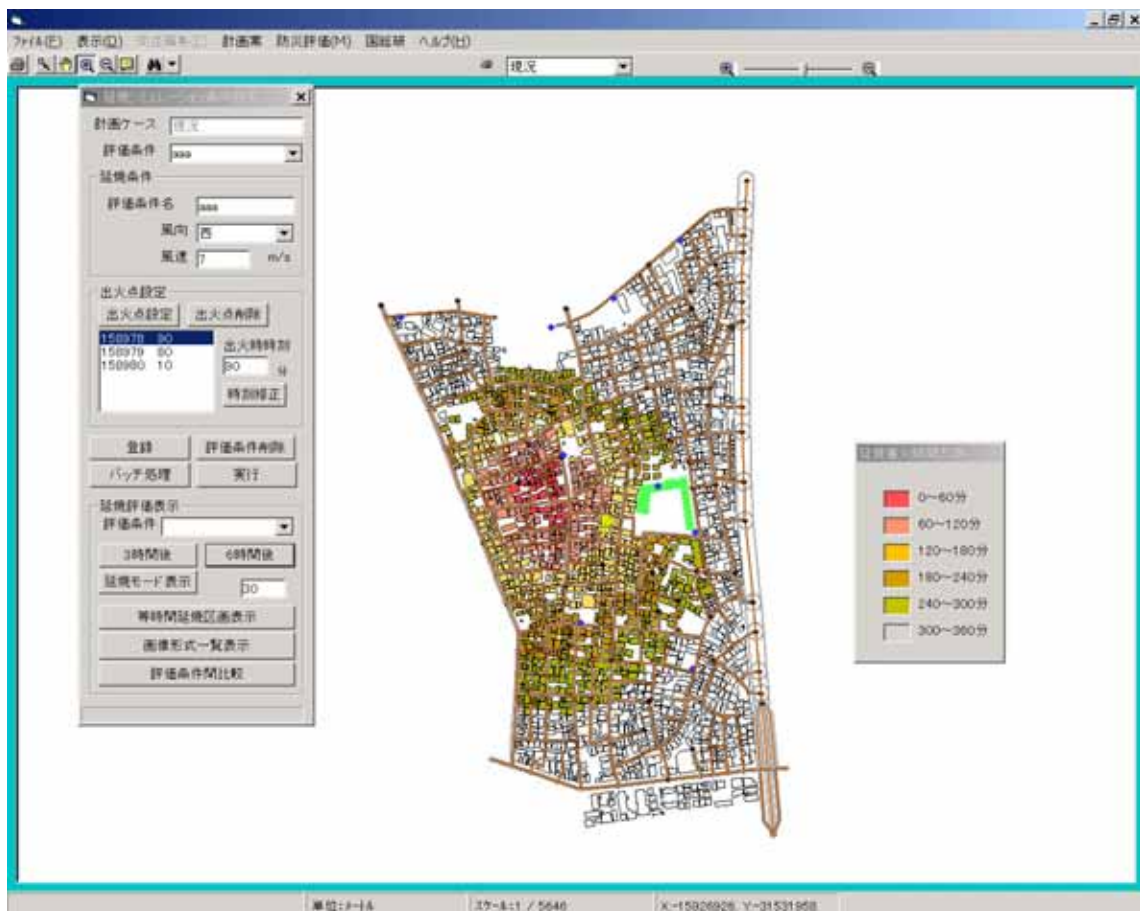 ファイル(F) 表示(D) 計画案 防災評価(M) 国総研 ヘルプ(H)
現況
計画ケース 現況
評価条件 aaa
延焼条件
評価条件名 aaa
風向 西
風速 7 m/s
出火点設定
出火点設定 出火点削除
158978 90
158979 80
158980 10
出火時時刻
90 分
時刻修正
登録 評価条件削除
バッチ処理 実行
延焼評価表示
評価条件
3時間後 6時間後
延焼モード表示 30
等時間延焼区画表示
画像形式一覧表示
評価条件間比較
0～60分
60～120分
120～180分
180～240分
240～300分
300～360分
単位:メートル スケール:1 / 5646 X:-15926926, Y:-31531958